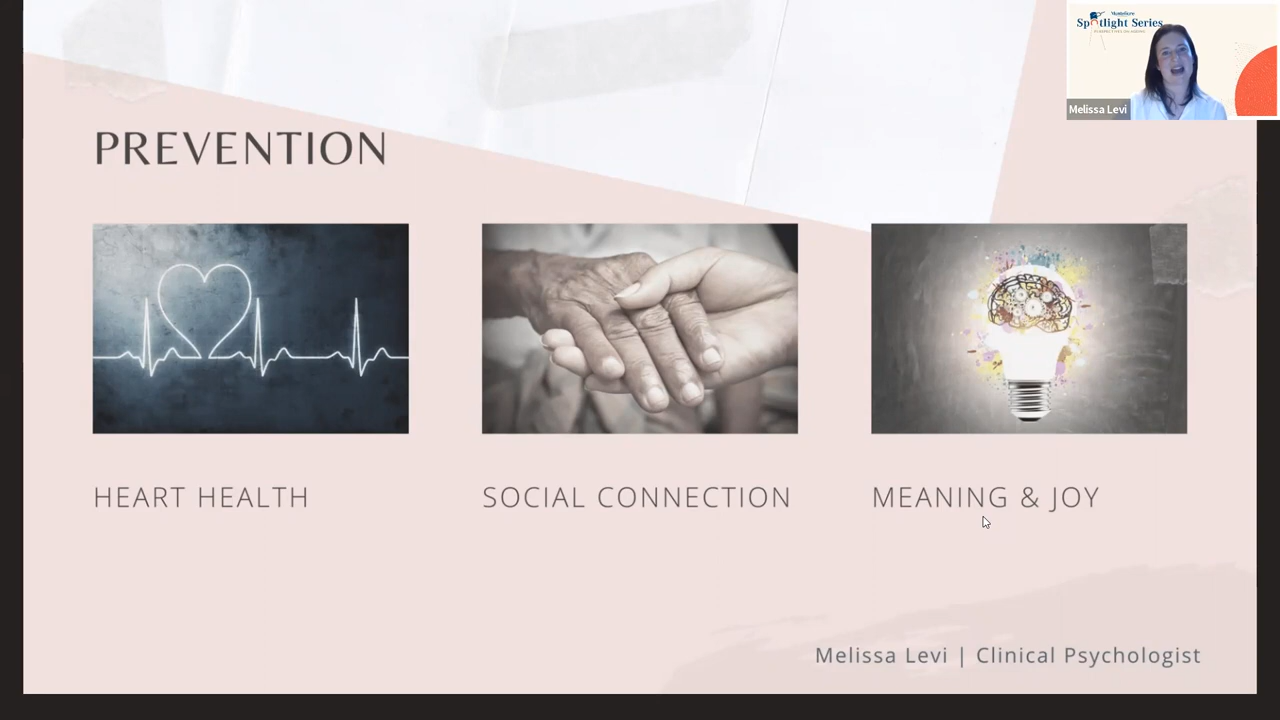 Spotlight Series
Melissa Levi
PREVENTION
HEART HEALTH
SOCIAL CONNECTION
MEANING & JOY
Melissa Levi | Clinical Psychologist